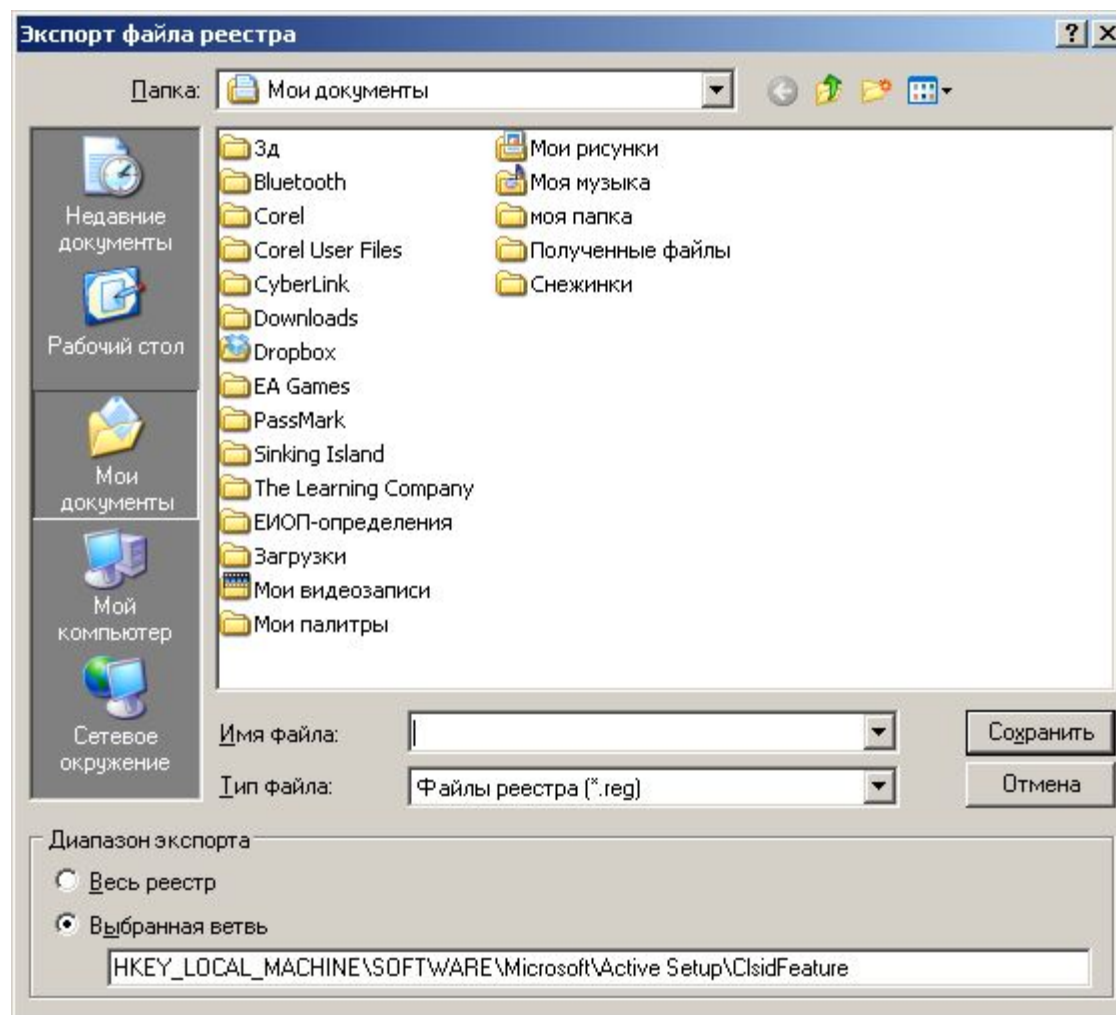 Экспорт файла реестра
Папка: Мои документы
Недавние документы
Рабочий стол
Мои документы
Мой компьютер
Сетевое окружение
3д
Bluetooth
Corel
Corel User Files
CyberLink
Downloads
Dropbox
EA Games
PassMark
Sinking Island
The Learning Company
ЕИОП-определения
Загрузки
Мои видеозаписи
Мои палитры
Мои рисунки
Моя музыка
моя папка
Полученные файлы
Снежинки
Имя файла:
Сохранить
Тип файла: Файлы реестра (*.reg)
Отмена
Диапазон экспорта
Весь реестр
Выбранная ветвь
HKEY_LOCAL_MACHINE\SOFTWARE\Microsoft\Active Setup\ClsidFeature